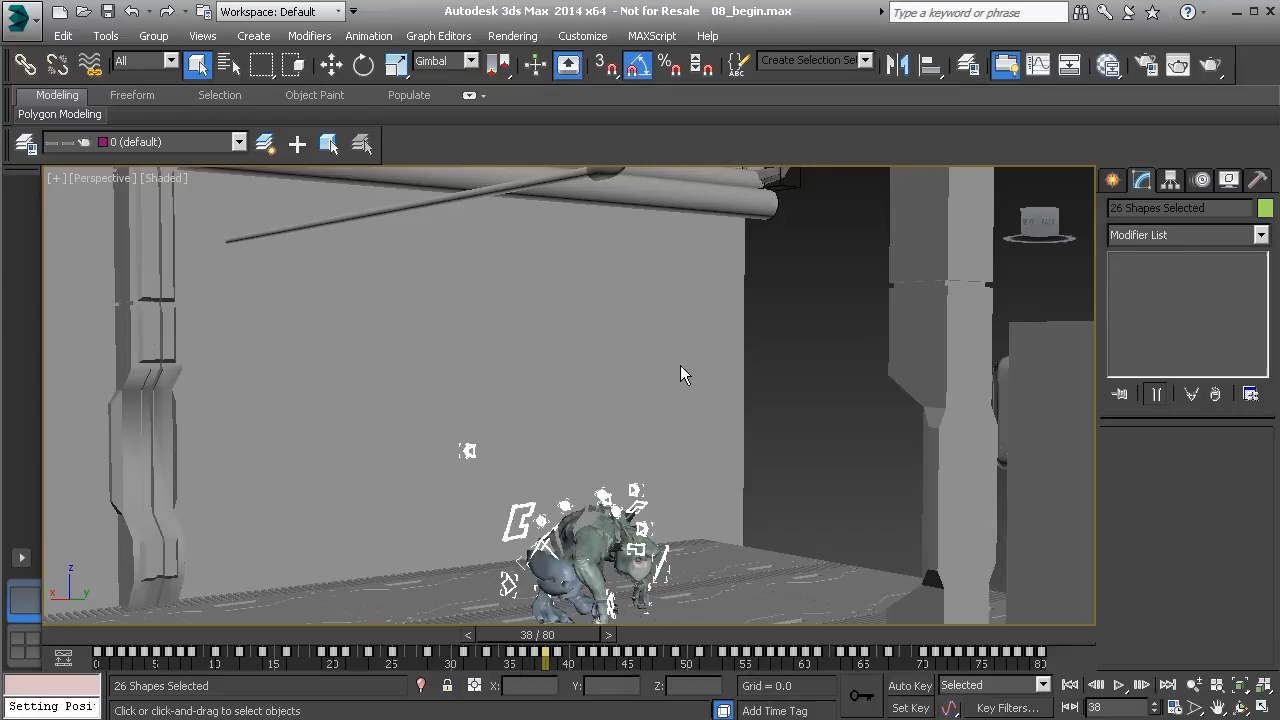 Workspace: Default
Autodesk 3ds Max  2014 x64  - Not for Resale   08_begin.max
Type a keyword or phrase
Edit Tools Group Views Create Modifiers Animation Graph Editors Rendering Customize MAXScript Help
All
Gimbal
3
Create Selection Se
Modeling Freeform Selection Object Paint Populate
Polygon Modeling
0 (default)
[+] [Perspective ] [Shaded ]
26 Shapes Selected
Modifier List
z
x y
< 38 / 80 >
0 5 10 15 20 25 30 35 40 45 50 55 60 65 70 75 80
26 Shapes Selected X: Y: Z: Grid = 0.0 Auto Key Selected
Setting Posi Click or click-and-drag to select objects Add Time Tag Set Key Key Filters... 38